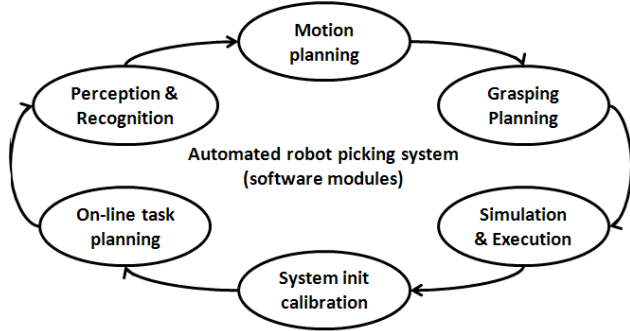 Motion
planning
Perception &
Recognition
Grasping
Planning
Automated robot picking system
(software modules)
On-line task
planning
Simulation
& Execution
System init
calibration